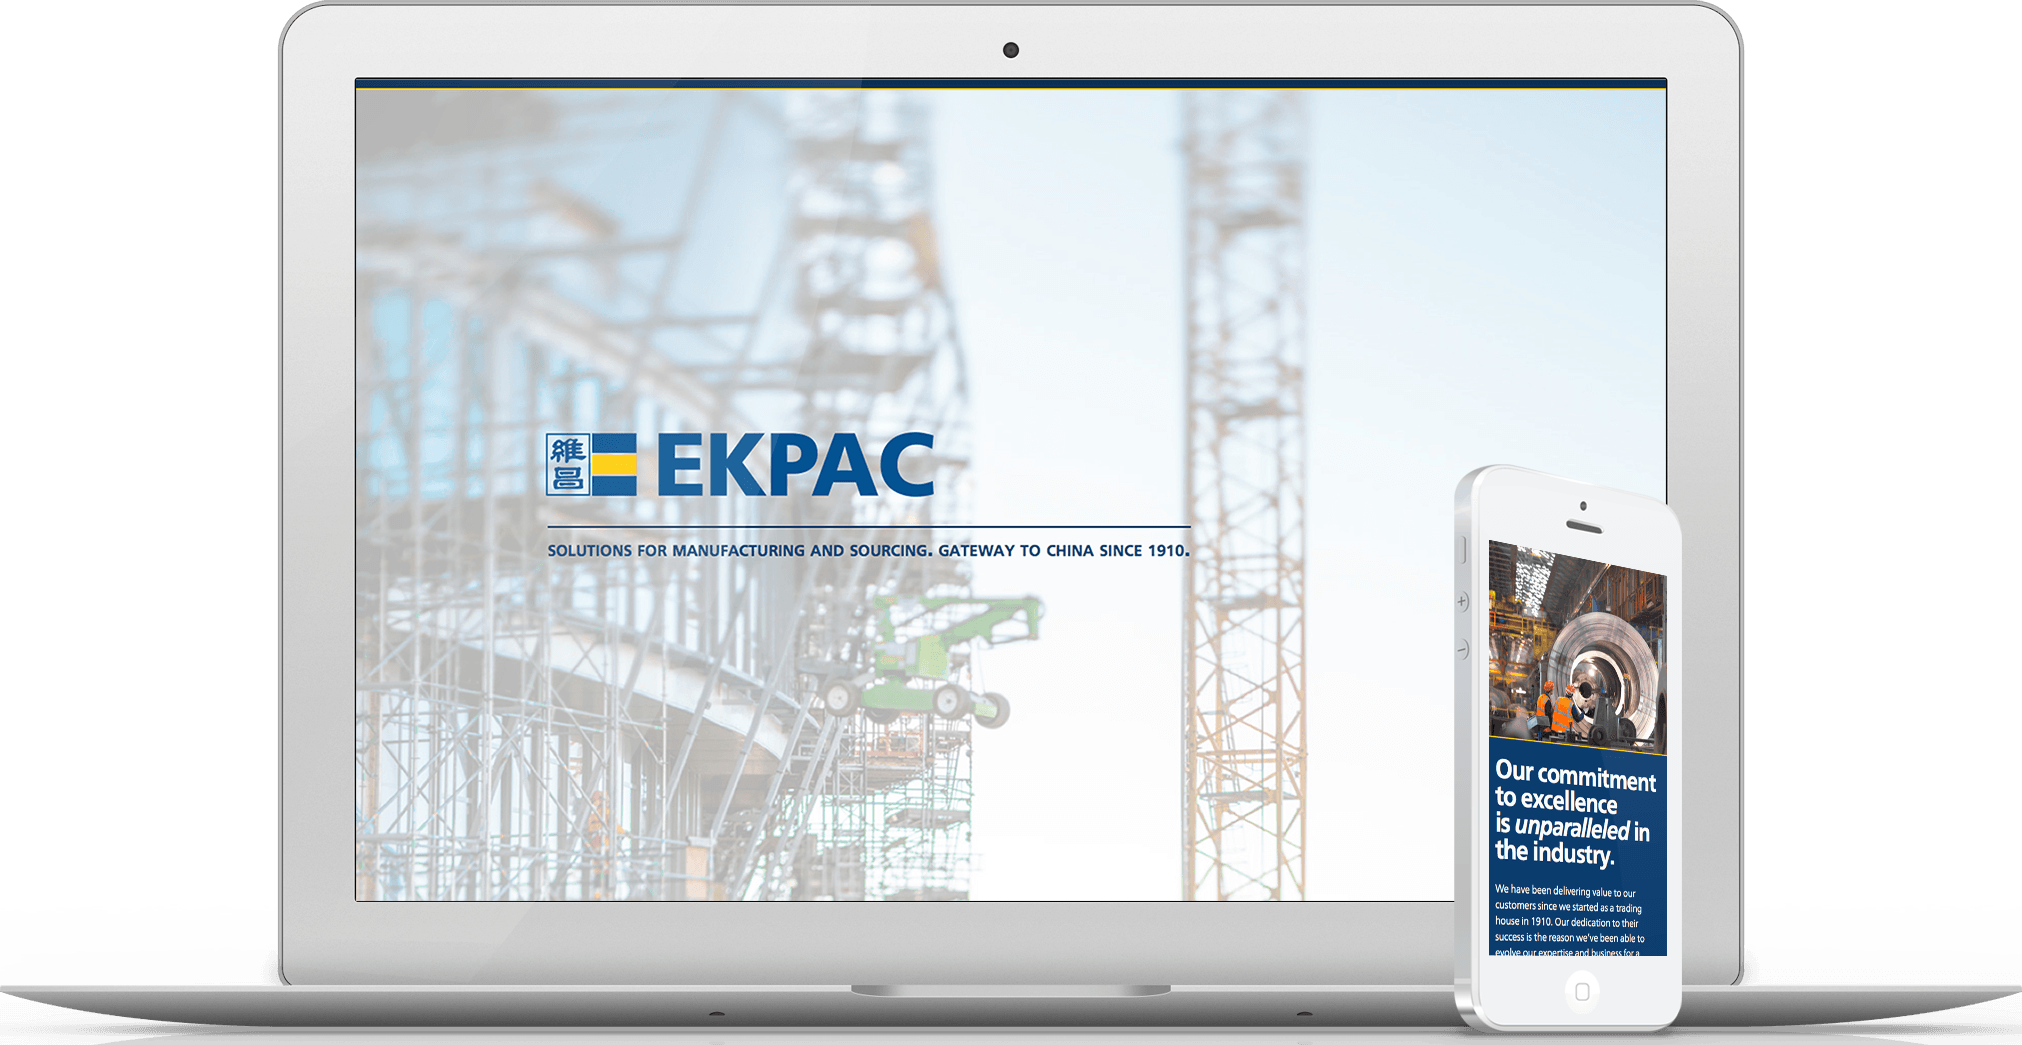 維昌
EKPAC
SOLUTIONS FOR MANUFACTURING AND SOURCING. GATEWAY TO CHINA SINCE 1910.
+
−
Our commitment
to excellence
is unparalleled in
the industry.
We have been delivering value to our
customers since we started as a trading
house in 1910. Our dedication to their
success is the reason we've been able to
evolve our expertise and business for a